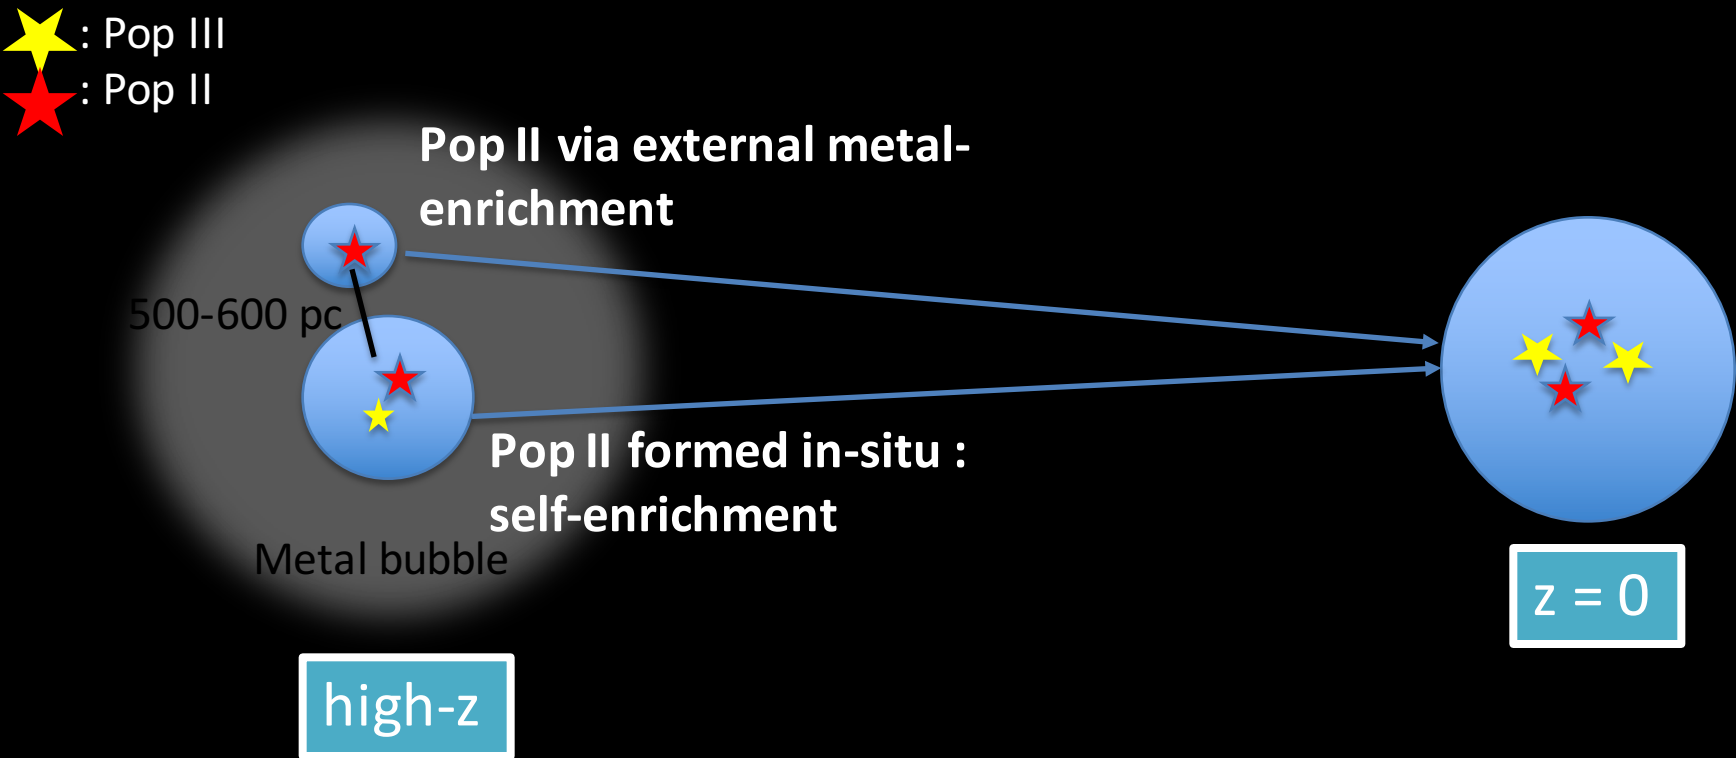 : Pop III
: Pop II
Pop II via external metal-
enrichment
500-600 pc
Pop II formed in-situ :
self-enrichment
Metal bubble
z = 0
high-z